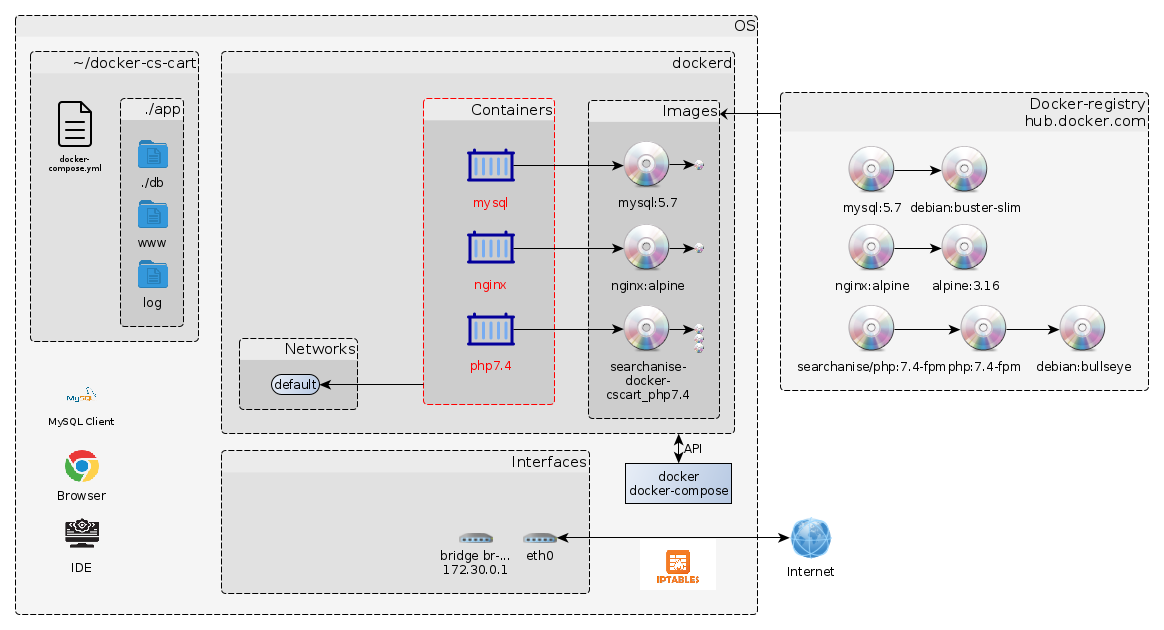 OS
~/docker-cs-cart
docker-
compose.yml
./app
./db
www
log
MySQL
MySQL Client
Browser
IDE
dockerd
Containers
mysql
nginx
php7.4
Images
mysql:5.7
nginx:alpine
searchanise-
docker-
cscart_php7.4
Networks
default
API
docker
docker-compose
Interfaces
bridge br-...
172.30.0.1
eth0
IPTABLES
Internet
Docker-registry
hub.docker.com
mysql:5.7
debian:buster-slim
nginx:alpine
alpine:3.16
searchanise/php:7.4-fpm
php:7.4-fpm
debian:bullseye